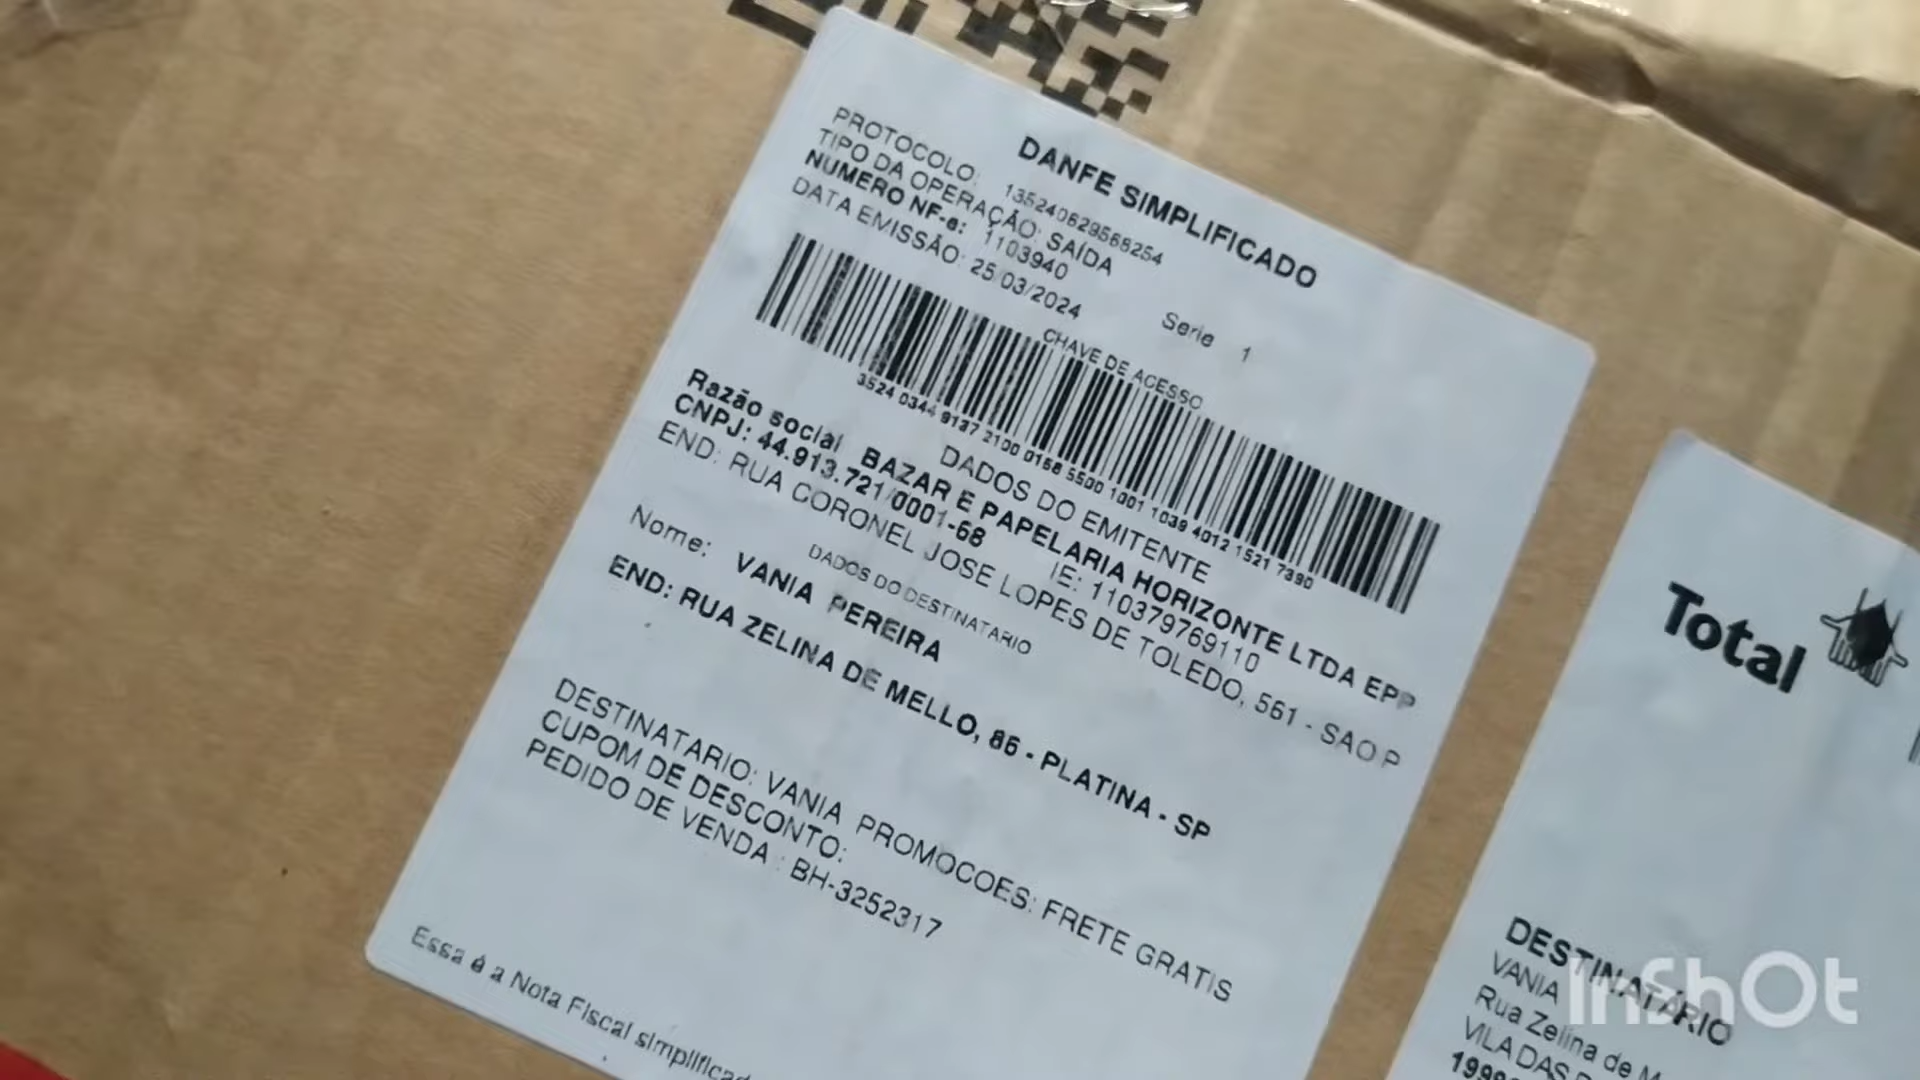 DANFE SIMPLIFICADO
PROTOCOLO: 135240629568254
TIPO DA OPERAÇÃO: SAÍDA
NUMERO NF-e: 1103940 Serie 1
DATA EMISSÃO: 25/03/2024
CHAVE DE ACESSO
3524 0344 9137 2100 0168 5500 1001 1039 4012 1521 7390
DADOS DO EMITENTE
Razão social BAZAR E PAPELARIA HORIZONTE LTDA EPP
CNPJ: 44.913.721/0001-68 IE: 110379769110
END: RUA CORONEL JOSE LOPES DE TOLEDO, 561 - SAO P
DADOS DO DESTINATARIO
Nome: VANIA PEREIRA
END: RUA ZELINA DE MELLO, 86 - PLATINA - SP
DESTINATARIO: VANIA PROMOCOES: FRETE GRATIS
CUPOM DE DESCONTO:
PEDIDO DE VENDA : BH-3252317
Essa é a Nota Fiscal simplificad
Total
DESTINATÁRIO
VANIA
Rua Zelina de M
VILA DAS
InShOt